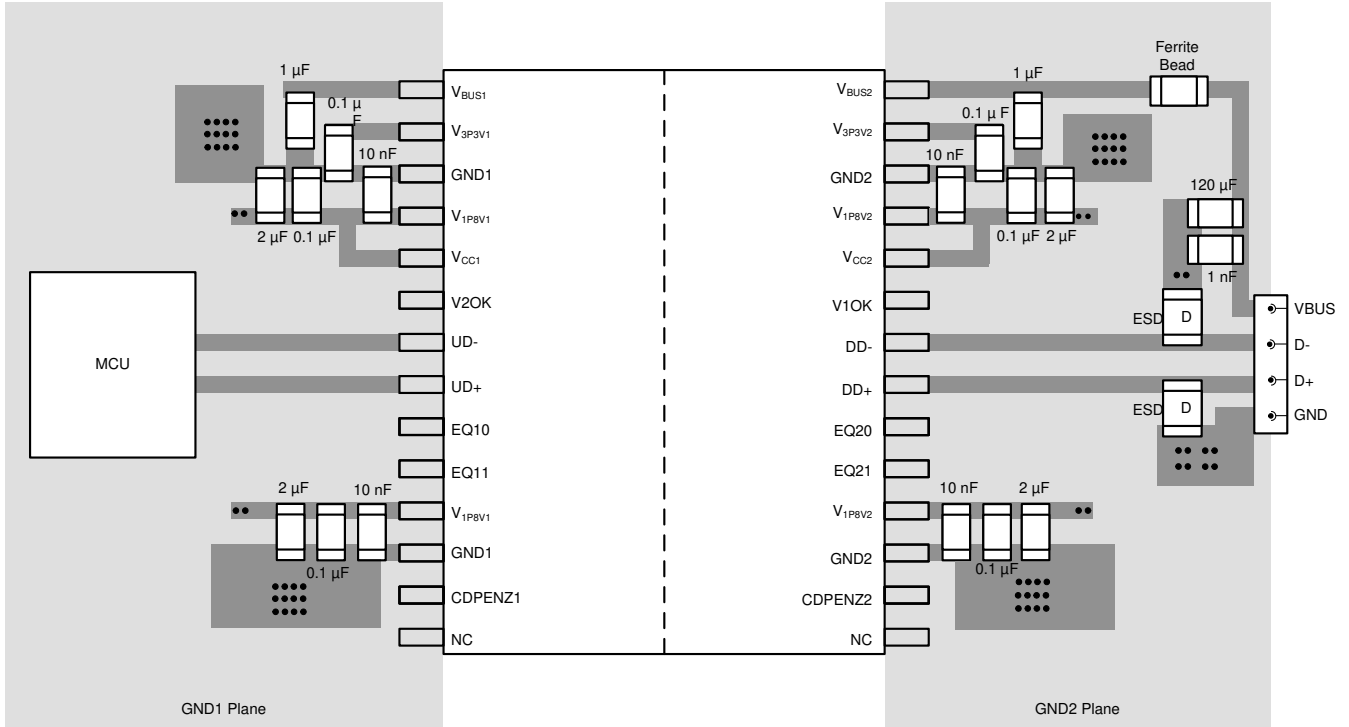 Ferrite
Bead
1 µF
0.1 µ
F
10 nF
2 µF
0.1 µF
VBUS1
V3P3V1
GND1
V1P8V1
VCC1
V2OK
UD-
UD+
EQ10
EQ11
V1P8V1
GND1
CDPENZ1
NC
MCU
2 µF
10 nF
0.1 µF
GND1 Plane
VBUS2
V3P3V2
GND2
V1P8V2
VCC2
V1OK
DD-
DD+
EQ20
EQ21
V1P8V2
GND2
CDPENZ2
NC
1 µF
0.1 µ F
10 nF
0.1 µF
2 µF
120 µF
1 nF
ESD
D
ESD
D
VBUS
D-
D+
GND
10 nF
2 µF
0.1 µF
GND2 Plane